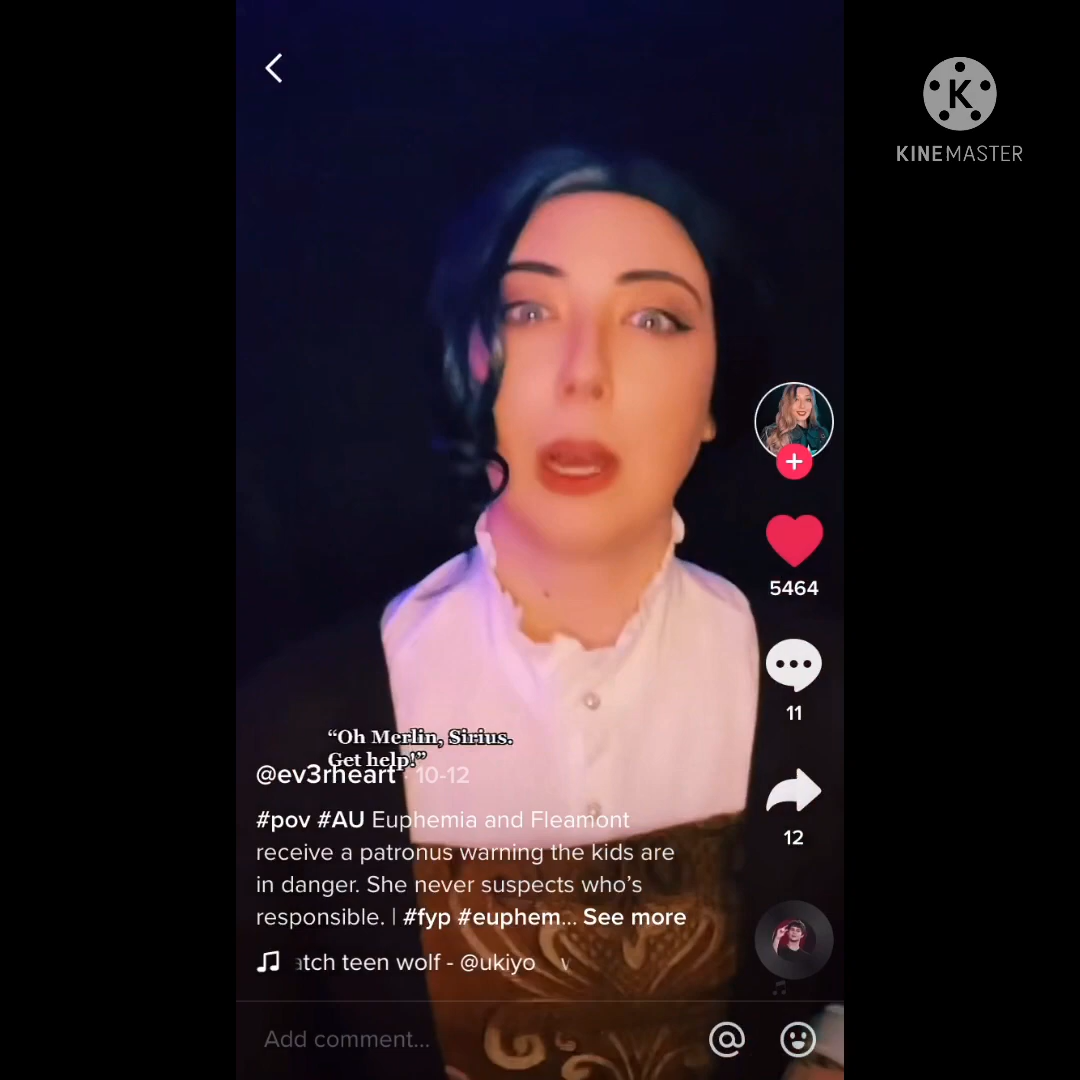 KINEMASTER
5464
11
“Oh Merlin, Sirius.
Get help!”
@ev3rheart · 10-12
12
#pov #AU Euphemia and Fleamont
receive a patronus warning the kids are
in danger. She never suspects who’s
responsible. | #fyp #euphem... See more
atch teen wolf - @ukiyo
Add comment...